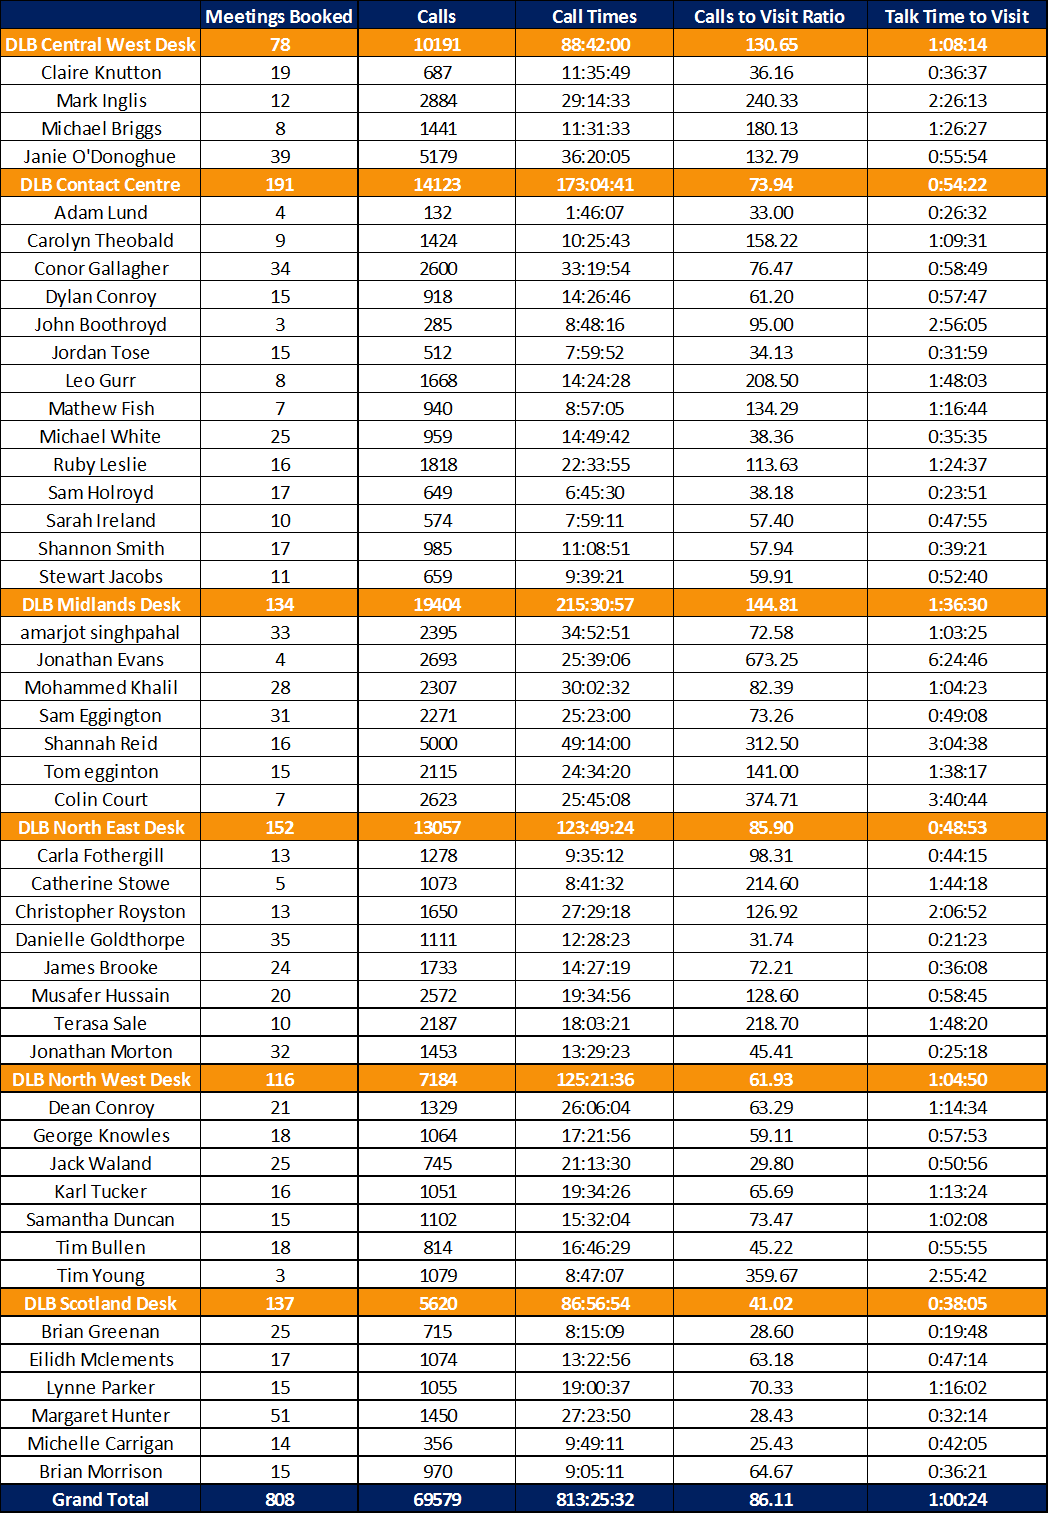 Meetings Booked Calls Call Times Calls to Visit Ratio Talk Time to Visit
DLB Central West Desk 78 10191 88:42:00 130.65 1:08:14
Claire Knutton 19 687 11:35:49 36.16 0:36:37
Mark Inglis 12 2884 29:14:33 240.33 2:26:13
Michael Briggs 8 1441 11:31:33 180.13 1:26:27
Janie O'Donoghue 39 5179 36:20:05 132.79 0:55:54
DLB Contact Centre 191 14123 173:04:41 73.94 0:54:22
Adam Lund 4 132 1:46:07 33.00 0:26:32
Carolyn Theobald 9 1424 10:25:43 158.22 1:09:31
Conor Gallagher 34 2600 33:19:54 76.47 0:58:49
Dylan Conroy 15 918 14:26:46 61.20 0:57:47
John Boothroyd 3 285 8:48:16 95.00 2:56:05
Jordan Tose 15 512 7:59:52 34.13 0:31:59
Leo Gurr 8 1668 14:24:28 208.50 1:48:03
Mathew Fish 7 940 8:57:05 134.29 1:16:44
Michael White 25 959 14:49:42 38.36 0:35:35
Ruby Leslie 16 1818 22:33:55 113.63 1:24:37
Sam Holroyd 17 649 6:45:30 38.18 0:23:51
Sarah Ireland 10 574 7:59:11 57.40 0:47:55
Shannon Smith 17 985 11:08:51 57.94 0:39:21
Stewart Jacobs 11 659 9:39:21 59.91 0:52:40
DLB Midlands Desk 134 19404 215:30:57 144.81 1:36:30
amarjot singhpahal 33 2395 34:52:51 72.58 1:03:25
Jonathan Evans 4 2693 25:39:06 673.25 6:24:46
Mohammed Khalil 28 2307 30:02:32 82.39 1:04:23
Sam Eggington 31 2271 25:23:00 73.26 0:49:08
Shannah Reid 16 5000 49:14:00 312.50 3:04:38
Tom egginton 15 2115 24:34:20 141.00 1:38:17
Colin Court 7 2623 25:45:08 374.71 3:40:44
DLB North East Desk 152 13057 123:49:24 85.90 0:48:53
Carla Fothergill 13 1278 9:35:12 98.31 0:44:15
Catherine Stowe 5 1073 8:41:32 214.60 1:44:18
Christopher Royston 13 1650 27:29:18 126.92 2:06:52
Danielle Goldthorpe 35 1111 12:28:23 31.74 0:21:23
James Brooke 24 1733 14:27:19 72.21 0:36:08
Musafer Hussain 20 2572 19:34:56 128.60 0:58:45
Terasa Sale 10 2187 18:03:21 218.70 1:48:20
Jonathan Morton 32 1453 13:29:23 45.41 0:25:18
DLB North West Desk 116 7184 125:21:36 61.93 1:04:50
Dean Conroy 21 1329 26:06:04 63.29 1:14:34
George Knowles 18 1064 17:21:56 59.11 0:57:53
Jack Waland 25 745 21:13:30 29.80 0:50:56
Karl Tucker 16 1051 19:34:26 65.69 1:13:24
Samantha Duncan 15 1102 15:32:04 73.47 1:02:08
Tim Bullen 18 814 16:46:29 45.22 0:55:55
Tim Young 3 1079 8:47:07 359.67 2:55:42
DLB Scotland Desk 137 5620 86:56:54 41.02 0:38:05
Brian Greenan 25 715 8:15:09 28.60 0:19:48
Eilidh Mclements 17 1074 13:22:56 63.18 0:47:14
Lynne Parker 15 1055 19:00:37 70.33 1:16:02
Margaret Hunter 51 1450 27:23:50 28.43 0:32:14
Michelle Carrigan 14 356 9:49:11 25.43 0:42:05
Brian Morrison 15 970 9:05:11 64.67 0:36:21
Grand Total 808 69579 813:25:32 86.11 1:00:24